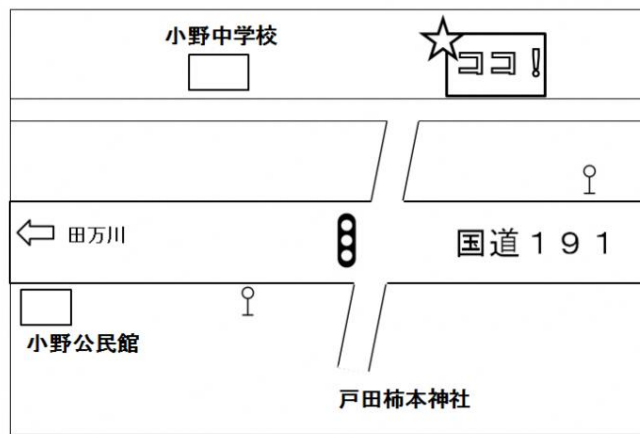 小野中学校
ココ！
田万川
国道１９１
小野公民館
戸田柿本神社